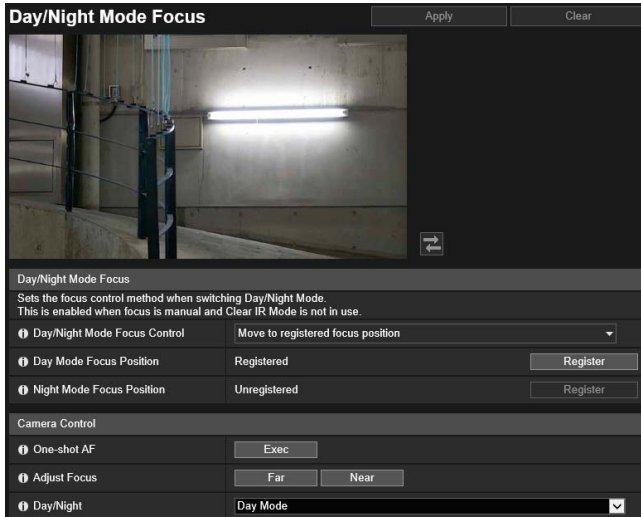 Day/Night Mode Focus
Apply
Clear
Day/Night Mode Focus
Sets the focus control method when switching Day/Night Mode.
This is enabled when focus is manual and Clear IR Mode is not in use.
Day/Night Mode Focus Control
Move to registered focus position
Day Mode Focus Position
Registered
Register
Night Mode Focus Position
Unregistered
Register
Camera Control
One-shot AF
Exec
Adjust Focus
Far
Near
Day/Night
Day Mode